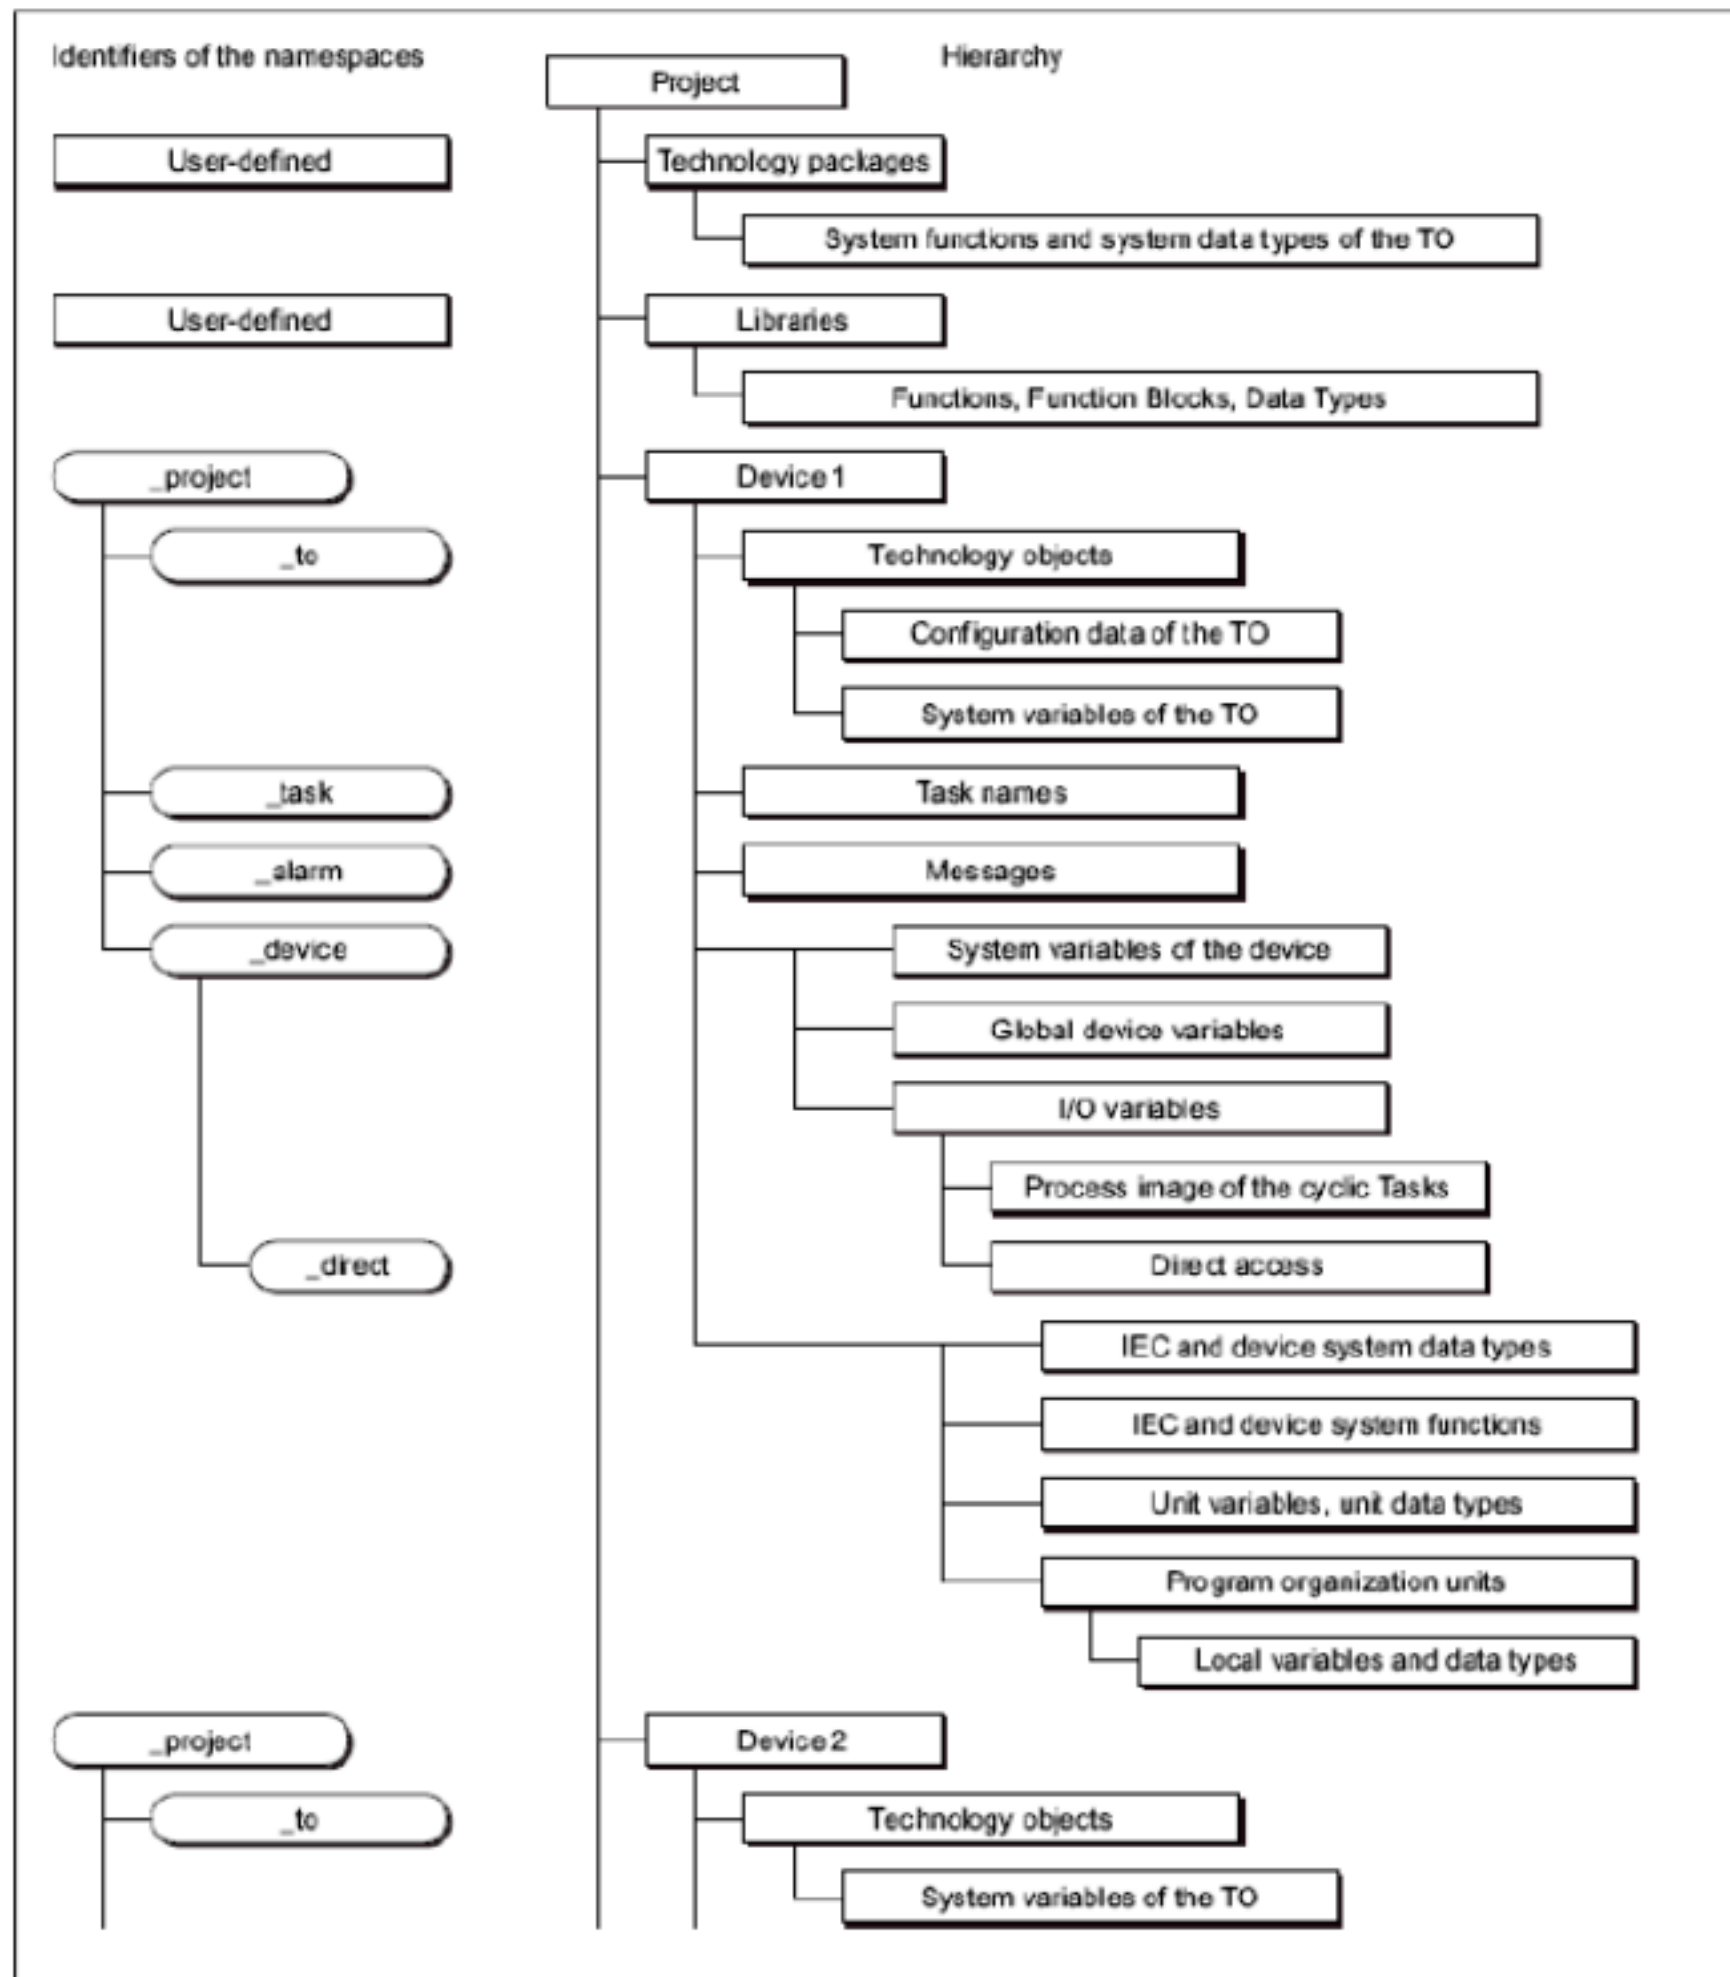 Identifiers of the namespaces
Hierarchy
Project
User-defined
Technology packages
System functions and system data types of the TO
User-defined
Libraries
Functions, Function Blocks, Data Types
_project
Device 1
_to
Technology objects
Configuration data of the TO
System variables of the TO
_task
Task names
_alarm
Messages
_device
System variables of the device
Global device variables
I/O variables
Process image of the cyclic Tasks
_direct
Direct access
IEC and device system data types
IEC and device system functions
Unit variables, unit data types
Program organization units
Local variables and data types
_project
Device 2
_to
Technology objects
System variables of the TO